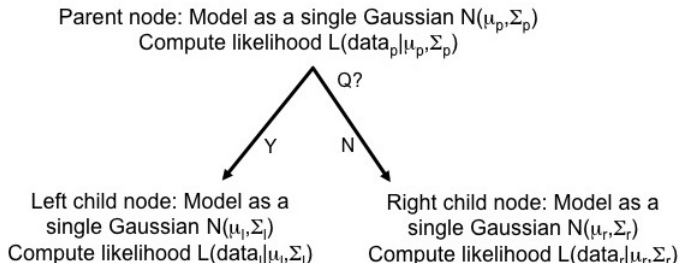 Parent node: Model as a single Gaussian N(μₚ,Σₚ)
Compute likelihood L(dataₚ|μₚ,Σₚ)
Q?
Y
N
Left child node: Model as a
single Gaussian N(μₗ,Σₗ)
Compute likelihood L(dataₗ|μₗ,Σₗ)
Right child node: Model as a
single Gaussian N(μᵣ,Σᵣ)
Compute likelihood L(dataᵣ|μᵣ,Σᵣ)